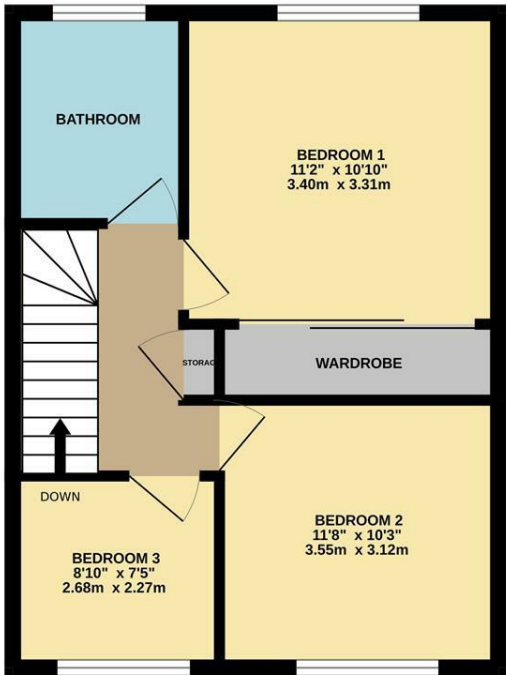 BATHROOM
BEDROOM 1
11'2" x 10'10"
3.40m x 3.31m
STORAG
WARDROBE
DOWN
BEDROOM 2
11'8" x 10'3"
3.55m x 3.12m
BEDROOM 3
8'10" x 7'5"
2.68m x 2.27m